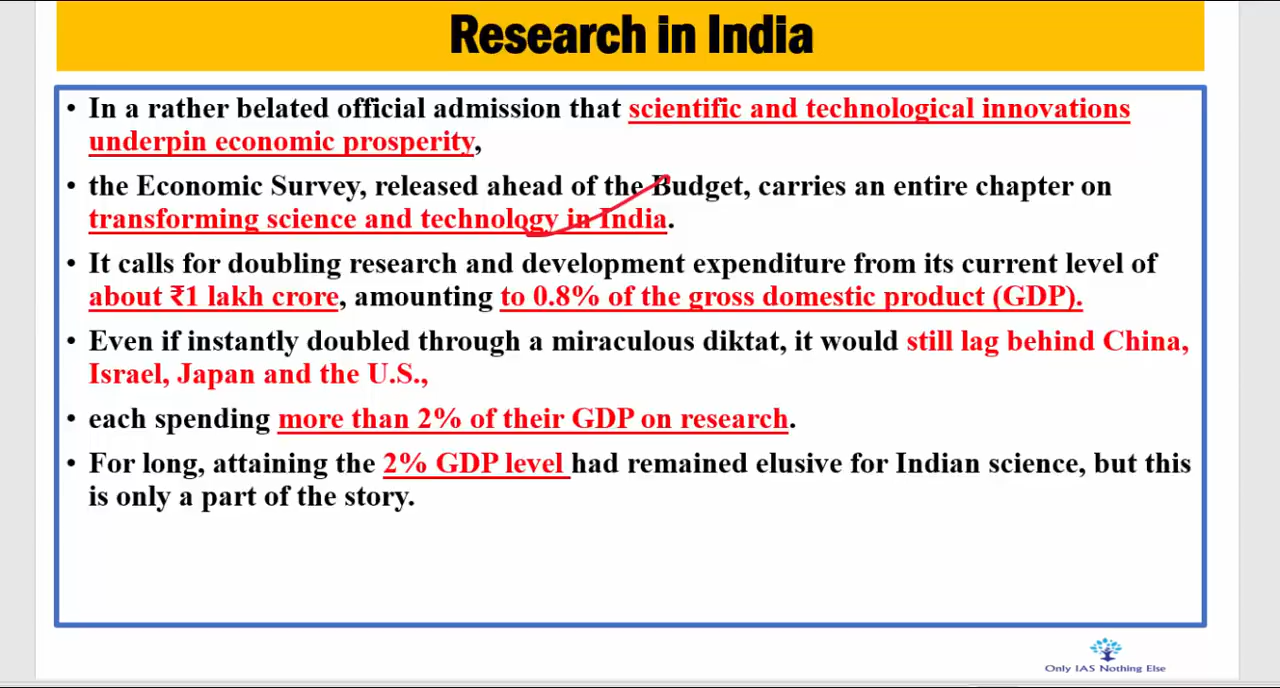 Research in India
• In a rather belated official admission that scientific and technological innovations
underpin economic prosperity,
• the Economic Survey, released ahead of the Budget, carries an entire chapter on
transforming science and technology in India.
• It calls for doubling research and development expenditure from its current level of
about ₹1 lakh crore, amounting to 0.8% of the gross domestic product (GDP).
• Even if instantly doubled through a miraculous diktat, it would still lag behind China,
Israel, Japan and the U.S.,
• each spending more than 2% of their GDP on research.
• For long, attaining the 2% GDP level had remained elusive for Indian science, but this
is only a part of the story.
Only IAS Nothing Else